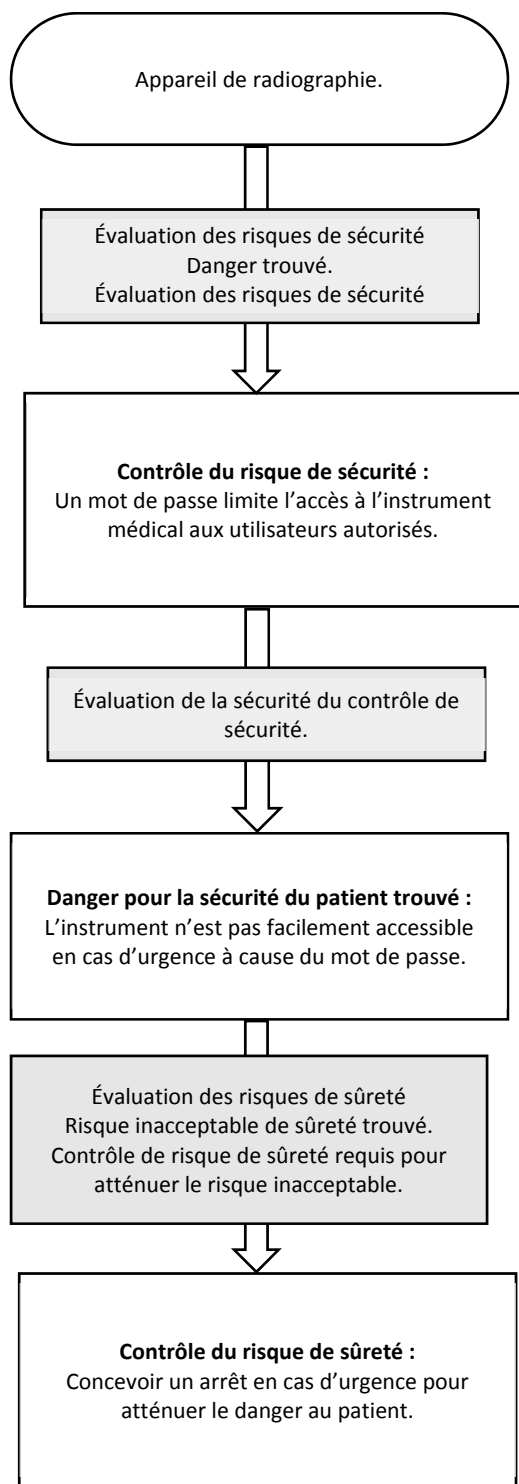 Appareil de radiographie.
Évaluation des risques de sécurité
Danger trouvé.
Évaluation des risques de sécurité
Contrôle du risque de sécurité :
Un mot de passe limite l’accès à l’instrument
médical aux utilisateurs autorisés.
Évaluation de la sécurité du contrôle de
sécurité.
Danger pour la sécurité du patient trouvé :
L’instrument n’est pas facilement accessible
en cas d’urgence à cause du mot de passe.
Évaluation des risques de sûreté
Risque inacceptable de sûreté trouvé.
Contrôle de risque de sûreté requis pour
atténuer le risque inacceptable.
Contrôle du risque de sûreté :
Concevoir un arrêt en cas d’urgence pour
atténuer le danger au patient.